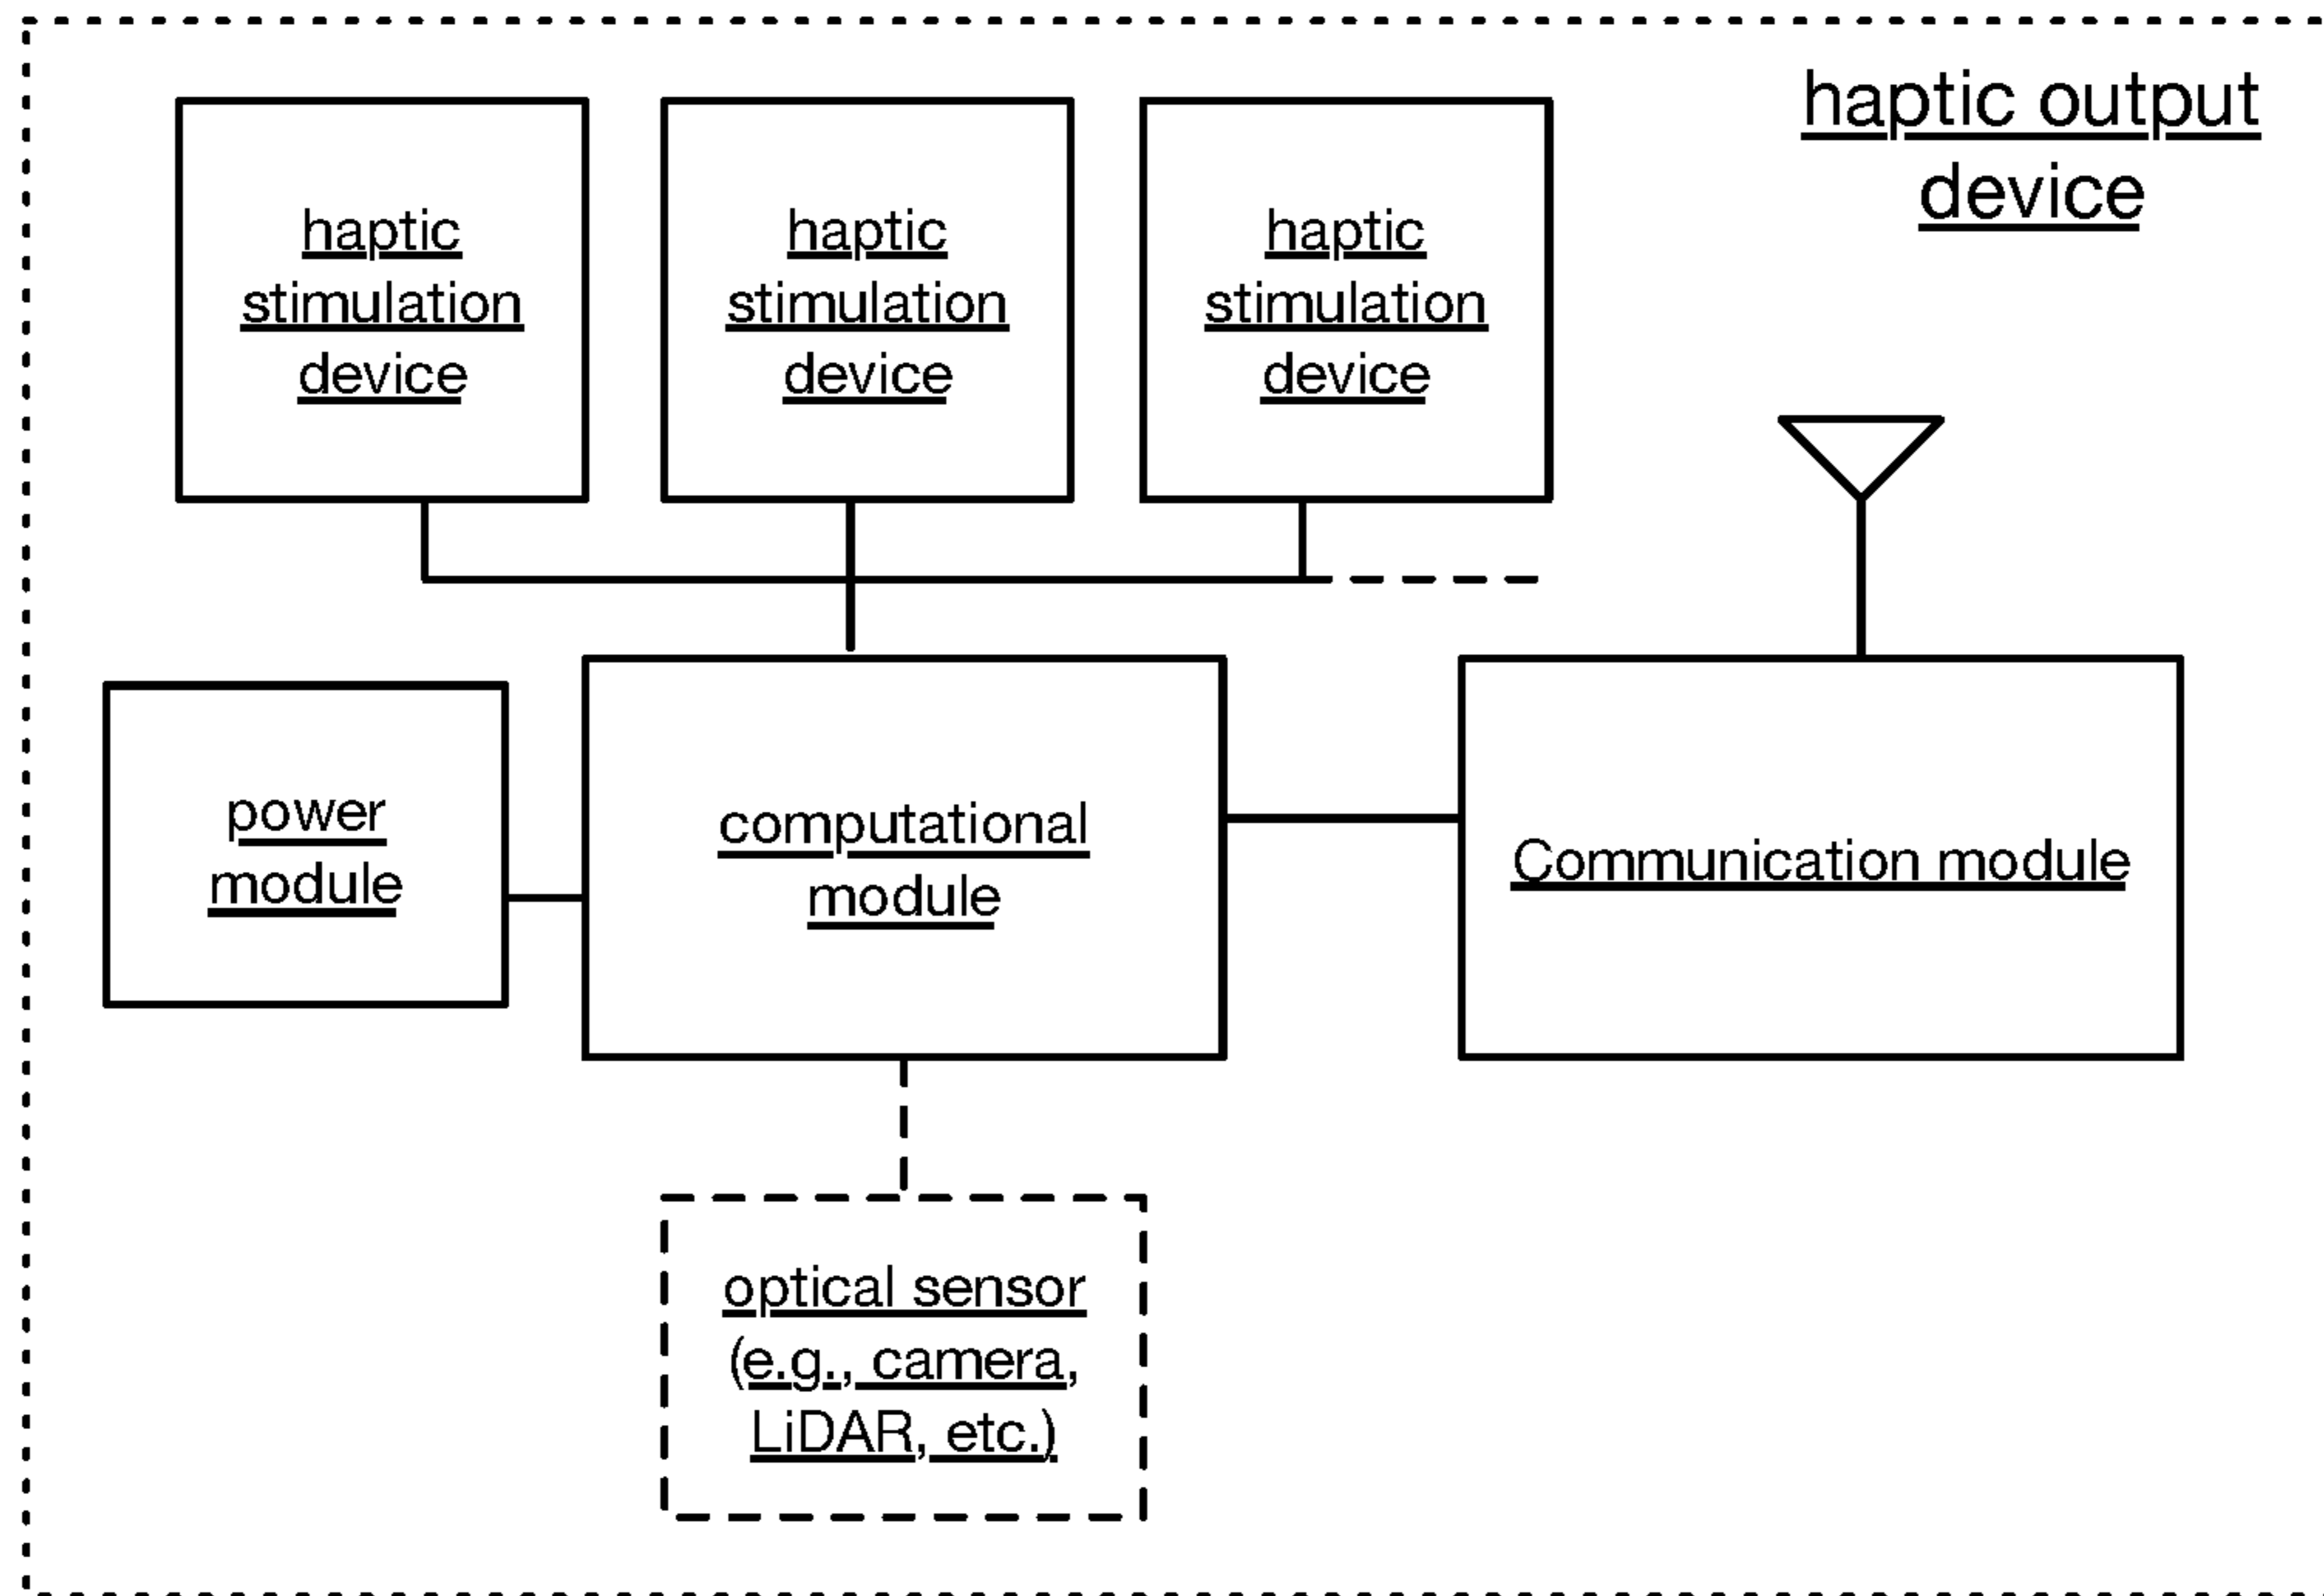 haptic output
device
haptic
stimulation
device
haptic
stimulation
device
haptic
stimulation
device
power
module
computational
module
Communication module
optical sensor
(e.g., camera,
LiDAR, etc.)